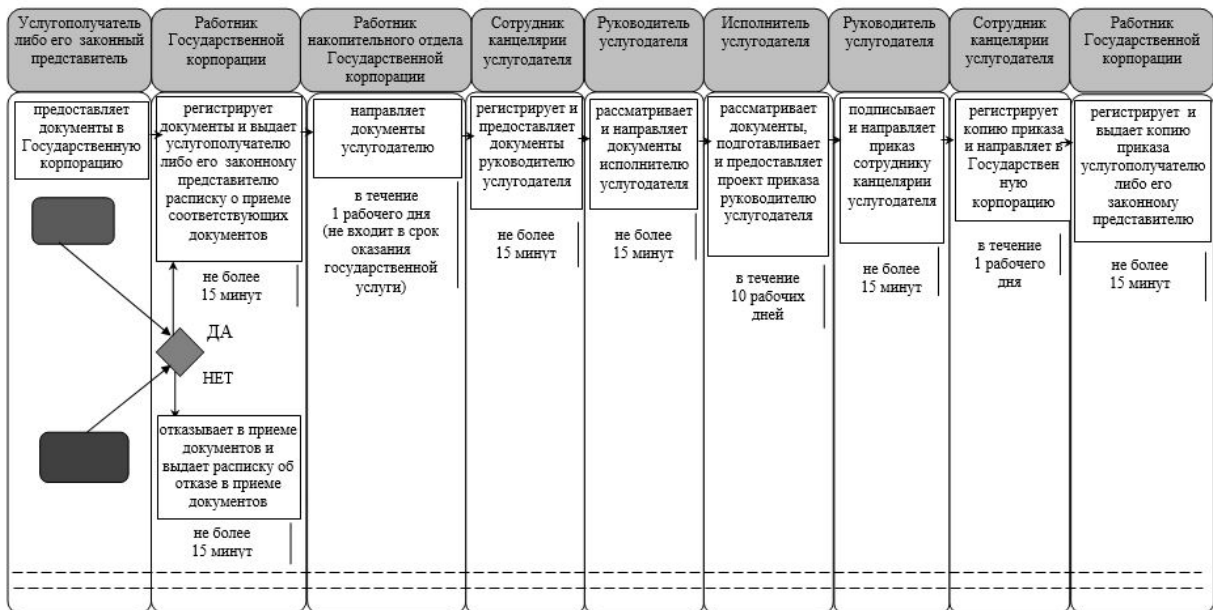 Услугополучатель
либо его законный
представитель
Работник
Государственной
корпорации
Работник
накопительного отдела
Государственной
корпорации
Сотрудник
канцелярии
услугодателя
Руководитель
услугодателя
Исполнитель
услугодателя
Руководитель
услугодателя
Сотрудник
канцелярии
услугодателя
Работник
Государственной
корпорации
предоставляет
документы в
Государственную
корпорацию
регистрирует
документы и выдает
услугополучателю
либо его законному
представителю
расписку о приеме
соответствующих
документов
не более
15 минут
ДА
НЕТ
отказывает в приеме
документов и
выдает расписку об
отказе в приеме
документов
не более
15 минут
направляет
документы
услугодателю
в течение
1 рабочего дня
(не входит в срок
оказания
государственной
услуги)
регистрирует и
предоставляет
документы
руководителю
услугодателя
не более
15 минут
рассматривает
и направляет
документы
исполнителю
услугодателя
не более
15 минут
рассматривает
документы,
подготавливает
и предоставляет
проект приказа
руководителю
услугодателя
в течение
10 рабочих
дней
подписывает
и направляет
приказ
сотруднику
канцелярии
услугодателя
не более
15 минут
регистрирует
копию приказа
и направляет в
Государствен
ную
корпорацию
в течение
1 рабочего
дня
регистрирует и
выдает копию
приказа
услугополучателю
либо его
законному
представителю
не более
15 минут